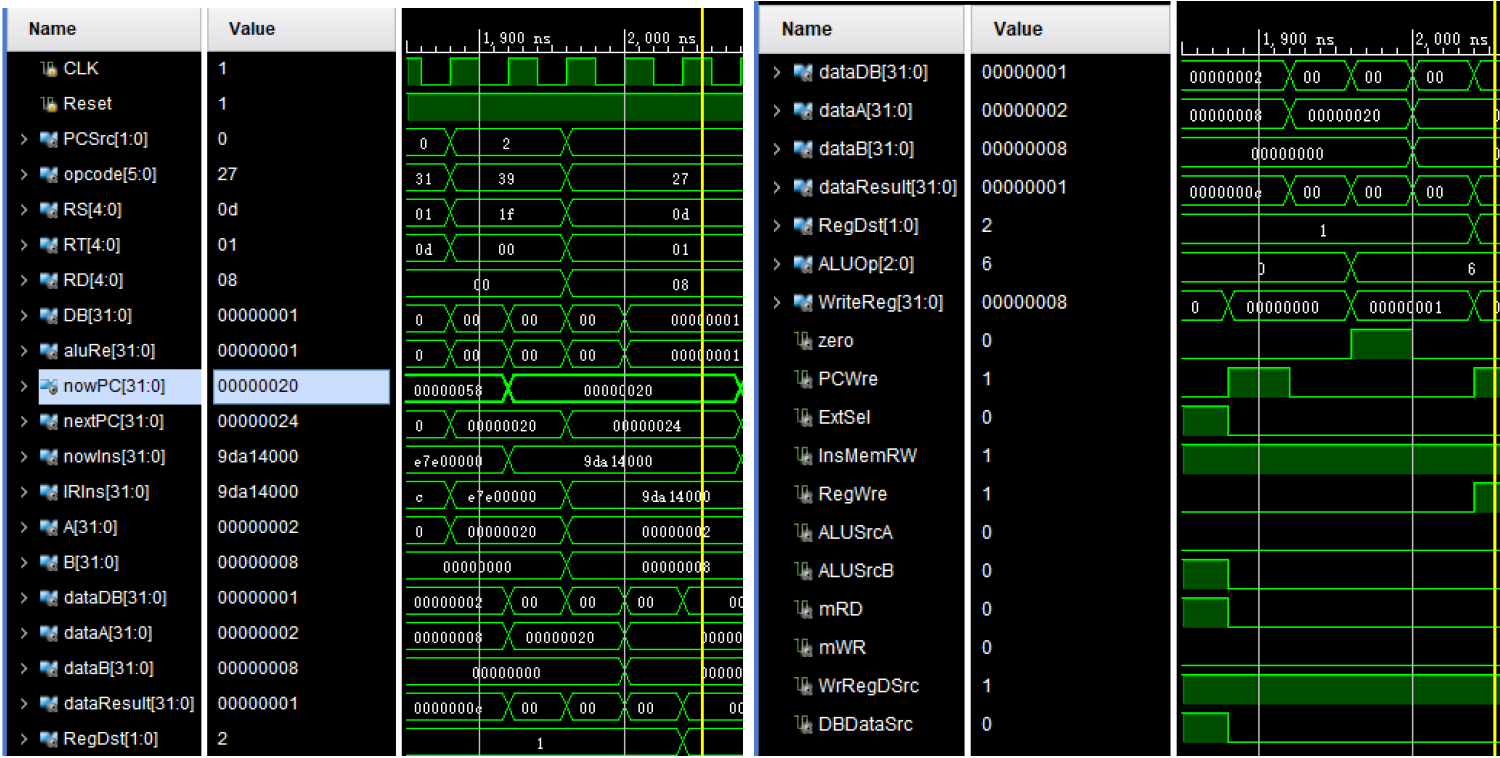 Name Value
1,900 ns 2,000 ns
CLK 1
Reset 1
PCSrc[1:0] 0 0 2
opcode[5:0] 27 31 39 27
RS[4:0] 0d 01 1f 0d
RT[4:0] 01 0d 00 01
RD[4:0] 08 00 08
DB[31:0] 00000001 0 00 00 00 00000001
aluRe[31:0] 00000001 0 00 00 00 00000001
nowPC[31:0] 00000020 00000058 00000020
nextPC[31:0] 00000024 0 00000020 00000024
nowIns[31:0] 9da14000 e7e00000 9da14000
IRIns[31:0] 9da14000 c e7e00000 9da14000
A[31:0] 00000002 0 00000020 00000002
B[31:0] 00000008 00000000 00000008
dataDB[31:0] 00000001 00000002 00 00 00 00
dataA[31:0] 00000002 00000008 00000020 00000
dataB[31:0] 00000008 00000000 00000
dataResult[31:0] 00000001 0000000c 00 00 00 00
RegDst[1:0] 2 1
Name Value
1,900 ns 2,000 ns
dataDB[31:0] 00000001 00000002 00 00 00
dataA[31:0] 00000002 00000008 00000020
dataB[31:0] 00000008 00000000
dataResult[31:0] 00000001 0000000c 00 00 00
RegDst[1:0] 2 1
ALUOp[2:0] 6 0 6
WriteReg[31:0] 00000008 0 00000000 00000001
zero 0
PCWre 1
ExtSel 0
InsMemRW 1
RegWre 1
ALUSrcA 0
ALUSrcB 0
mRD 0
mWR 0
WrRegDSrc 1
DBDataSrc 0